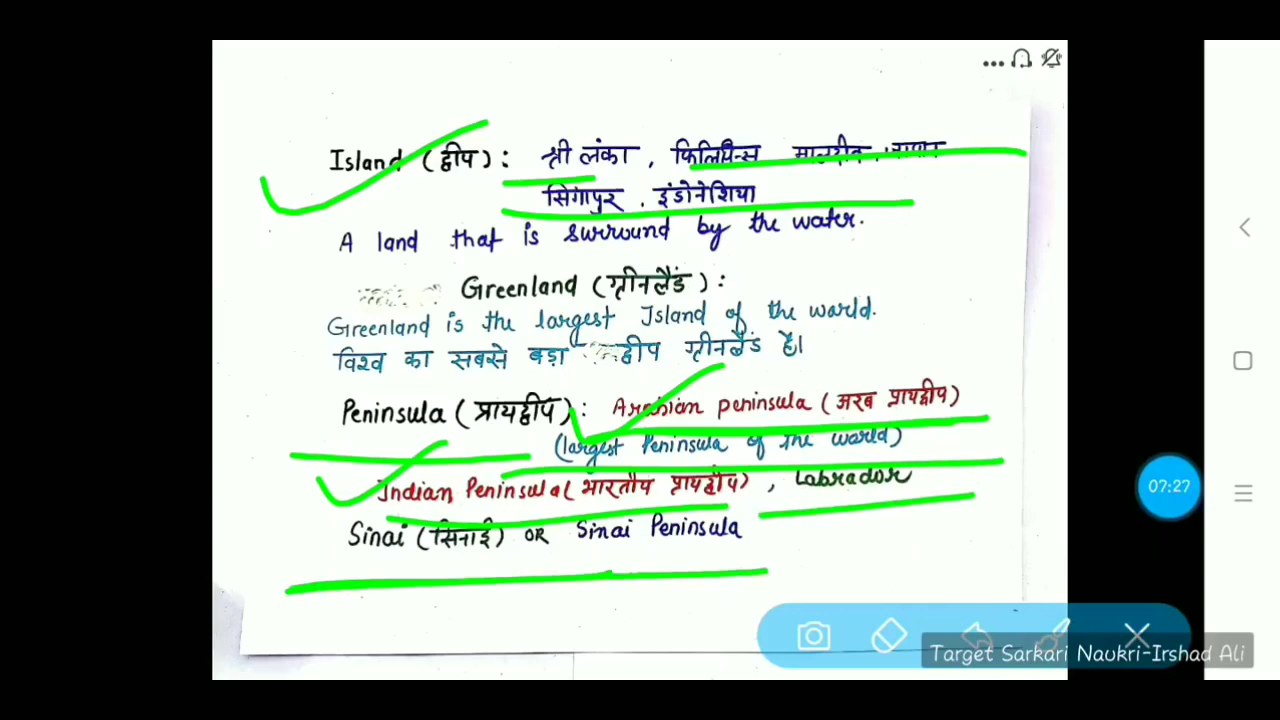 Island (द्वीप) : श्री लंका, फिलिपिन्स मालदीव, जापान
सिंगापुर, इंडोनेशिया
A land that is surround by the water.
Greenland (ग्रीनलैंड) :
Greenland is the largest Island of the world.
विश्व का सबसे बड़ा द्वीप ग्रीनलैंड है।
Peninsula (प्रायद्वीप) : Arabian peninsula (अरब प्रायद्वीप)
(largest Peninsula of the world)
Indian Peninsula (भारतीय प्रायद्वीप), Labrador
Sinai (सिनाई) OR Sinai Peninsula
07:27
Target Sarkari Naukri-Irshad Ali